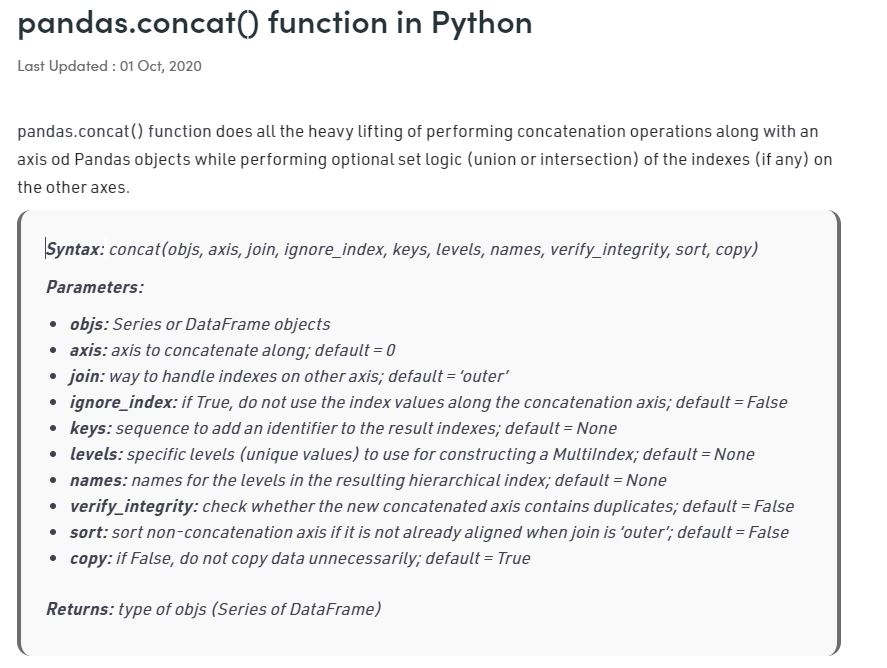 pandas.concat() function in Python
Last Updated : 01 Oct, 2020
pandas.concat() function does all the heavy lifting of performing concatenation operations along with an
axis od Pandas objects while performing optional set logic (union or intersection) of the indexes (if any) on
the other axes.
Syntax: concat(objs, axis, join, ignore_index, keys, levels, names, verify_integrity, sort, copy)
Parameters:
• objs: Series or DataFrame objects
• axis: axis to concatenate along; default = 0
• join: way to handle indexes on other axis; default = ‘outer’
• ignore_index: if True, do not use the index values along the concatenation axis; default = False
• keys: sequence to add an identifier to the result indexes; default = None
• levels: specific levels (unique values) to use for constructing a MultiIndex; default = None
• names: names for the levels in the resulting hierarchical index; default = None
• verify_integrity: check whether the new concatenated axis contains duplicates; default = False
• sort: sort non-concatenation axis if it is not already aligned when join is ‘outer’; default = False
• copy: if False, do not copy data unnecessarily; default = True
Returns: type of objs (Series of DataFrame)